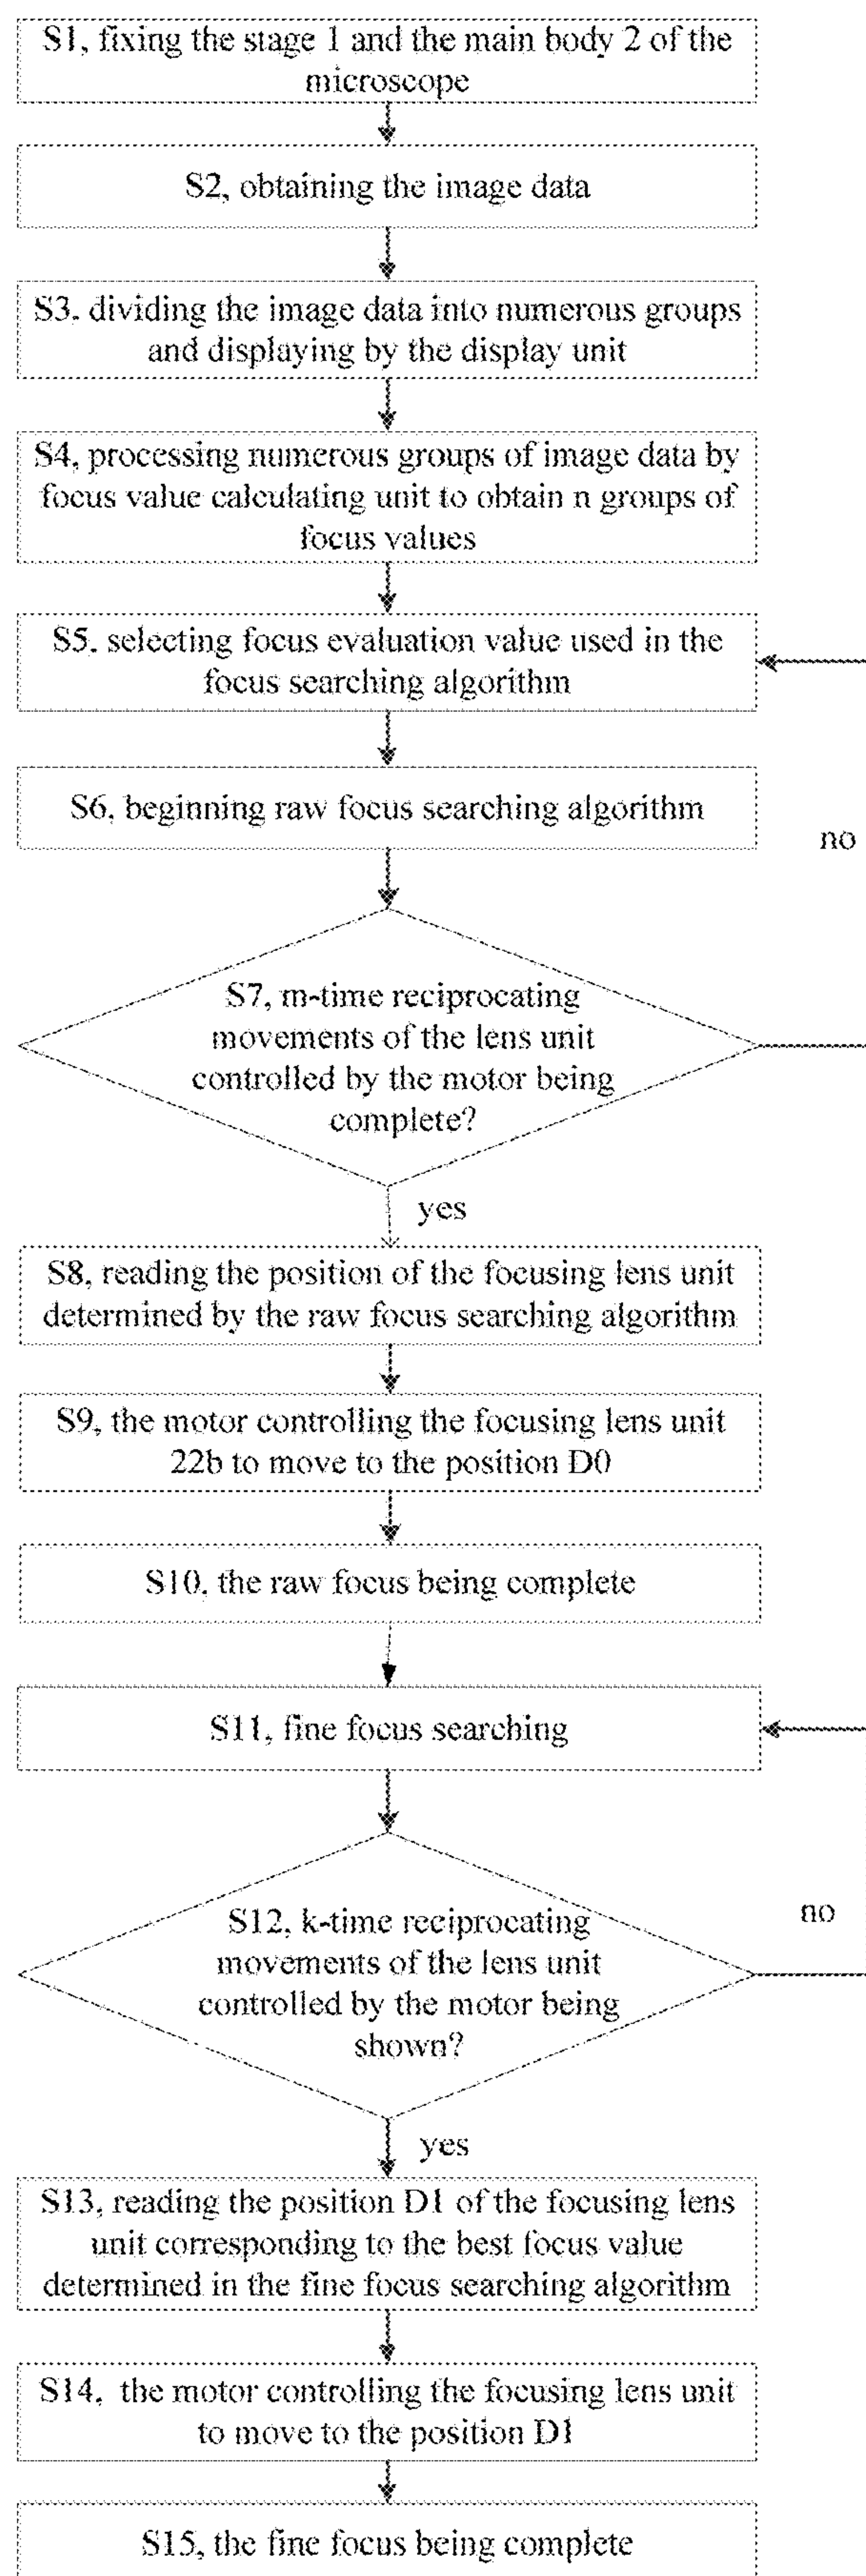 S1, fixing the stage 1 and the main body 2 of the
microscope
S2, obtaining the image data
S3. dividing the image data into numerous groups
and displaying by the display unit
S4, processing numerous groups of image data by
focus value calculating unit to obtain n groups of
focus values
S5. selecting focus evaluation value used in the
focus searching algorithm
S6, beginning raw focus searching algorithm
no
S7, m-time reciprocating
movements of the lens unit
controlled by the motor being
complete?
yes
S8, reading the position of the focusing lens unit
determined by the raw focus searching algorithm
S9, the motor controlling the focusing lens unit
22b to move to the position D0
S10, the raw focus being complete
S11, fine focus searching
no
S12, k-time reciprocating
movements of the lens unit
controlled by the motor being
shown?
yes
S13, reading the position D1 of the focusing lens
unit corresponding to the best focus value
determined in the fine focus searching algorithm
S14, the motor controlling the focusing lens unit
to move to the position D1
S15, the fine focus being complete